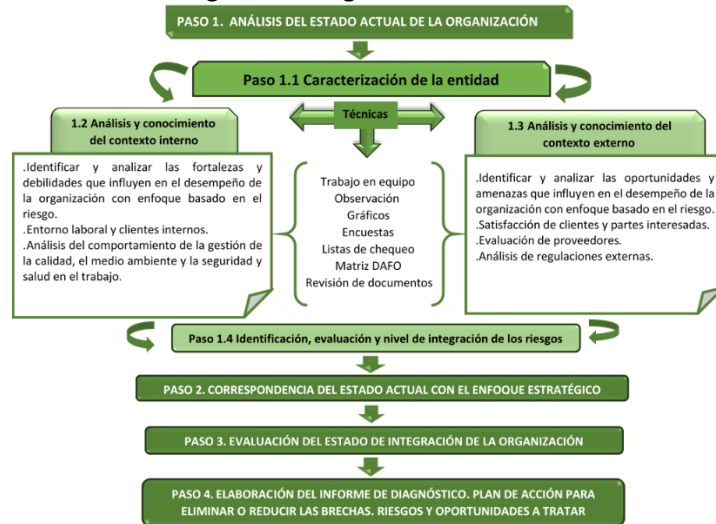 PASO 1. ANÁLISIS DEL ESTADO ACTUAL DE LA ORGANIZACIÓN
Paso 1.1 Caracterización de la entidad
Técnicas
1.2 Análisis y conocimiento
del contexto interno
.Identificar y analizar las fortalezas y
debilidades que influyen en el desempeño de
la organización con enfoque basado en el
riesgo.
.Entorno laboral y clientes internos.
.Análisis del comportamiento de la gestión de
la calidad, el medio ambiente y la seguridad y
salud en el trabajo.
Trabajo en equipo
Observación
Gráficos
Encuestas
Listas de chequeo
Matriz DAFO
Revisión de documentos
1.3 Análisis y conocimiento del
contexto externo
.Identificar y analizar las oportunidades y
amenazas que influyen en el desempeño de la
organización con enfoque basado en el riesgo.
.Satisfacción de clientes y partes interesadas.
.Evaluación de proveedores.
.Análisis de regulaciones externas.
Paso 1.4 Identificación, evaluación y nivel de integración de los riesgos
PASO 2. CORRESPONDENCIA DEL ESTADO ACTUAL CON EL ENFOQUE ESTRATÉGICO
PASO 3. EVALUACIÓN DEL ESTADO DE INTEGRACIÓN DE LA ORGANIZACIÓN
PASO 4. ELABORACIÓN DEL INFORME DE DIAGNÓSTICO. PLAN DE ACCIÓN PARA
ELIMINAR O REDUCIR LAS BRECHAS. RIESGOS Y OPORTUNIDADES A TRATAR